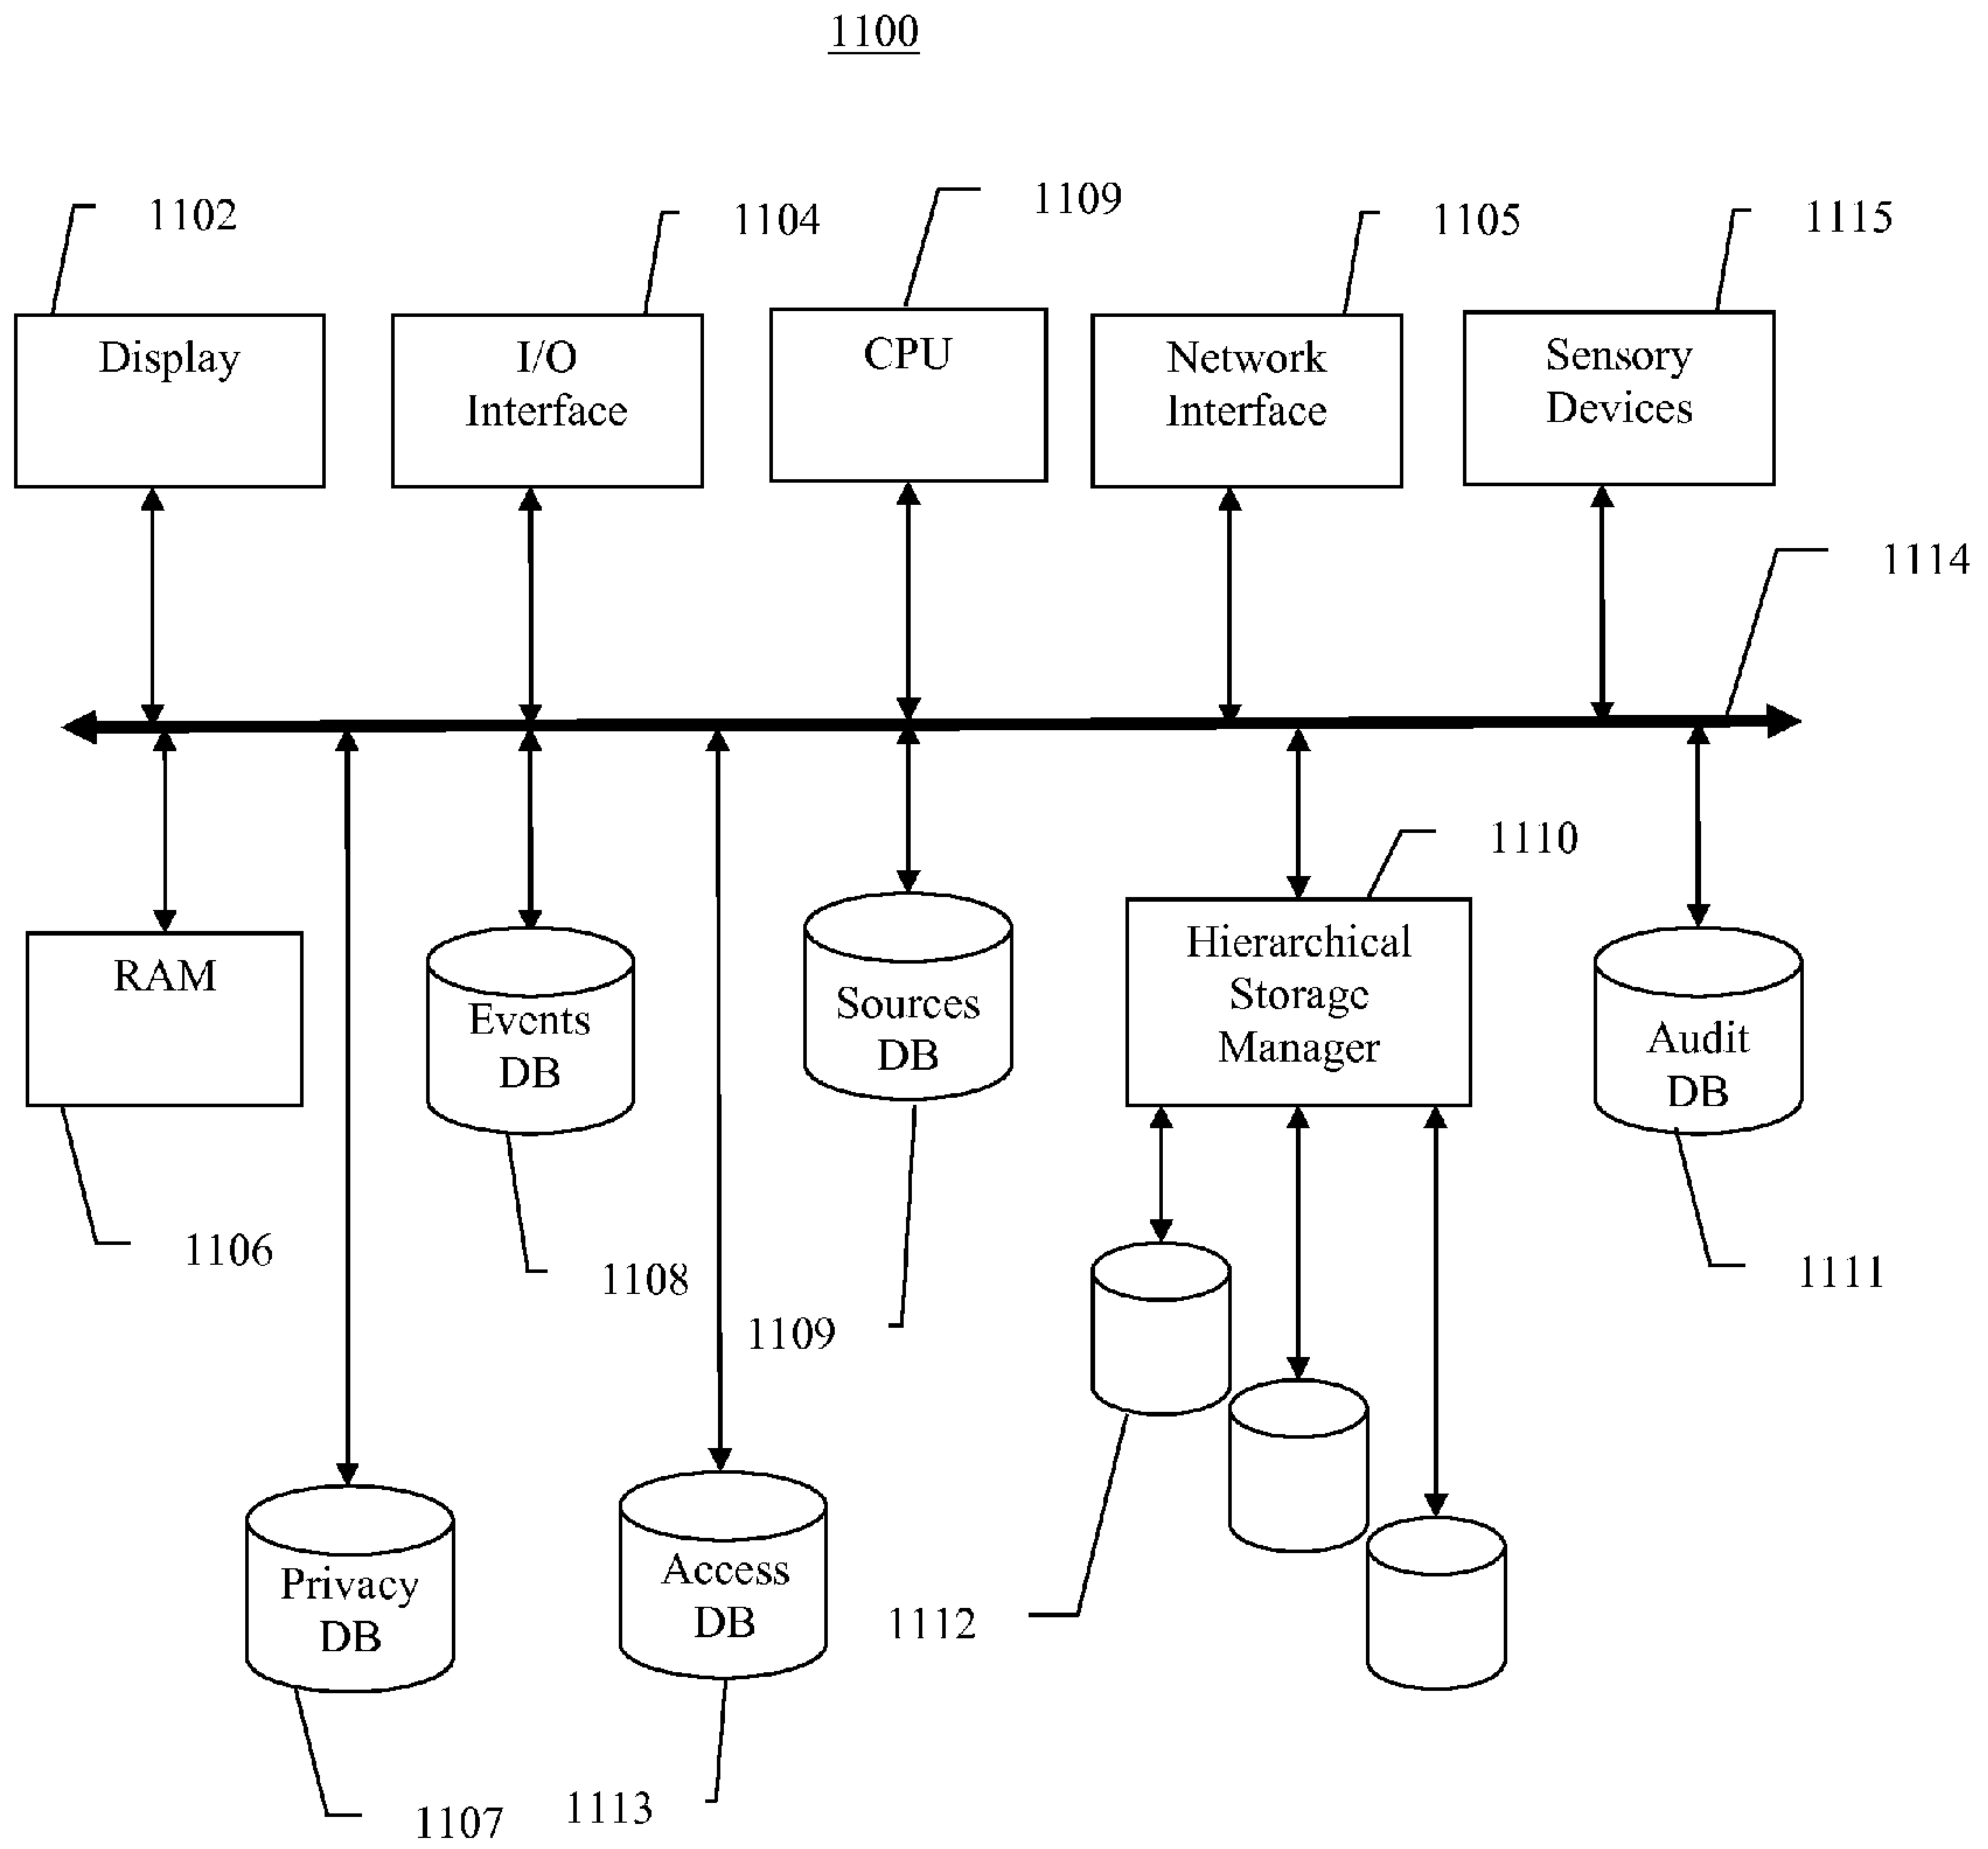 1100
1102
1104
1109
1105
1115
Display
I/O
Interface
CPU
Network
Interface
Sensory
Devices
1114
1110
RAM
Events
DB
Sources
DB
Hierarchical
Storage
Manager
Audit
DB
1106
1108
1109
1111
Privacy
DB
Access
DB
1112
1107
1113